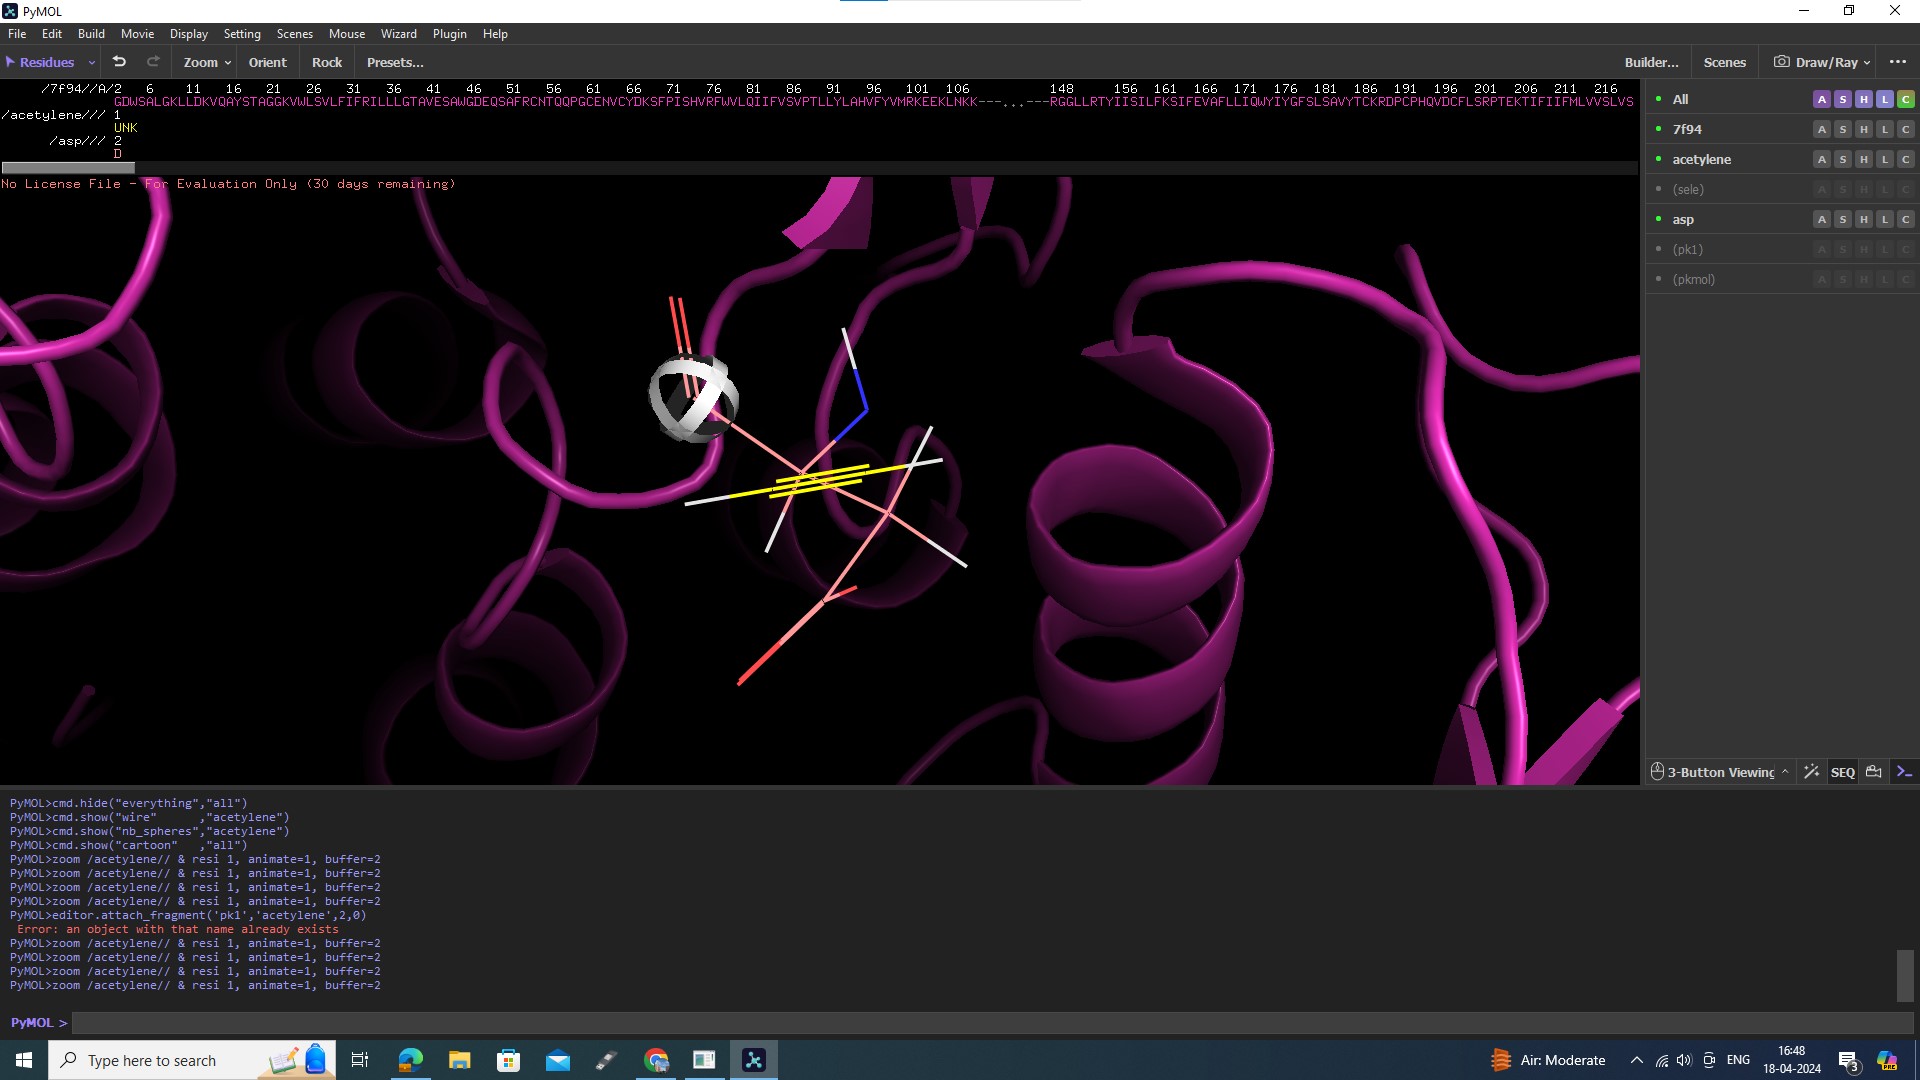 PyMOL
File Edit Build Movie Display Setting Scenes Mouse Wizard Plugin Help
Residues Zoom Orient Rock Presets... Builder... Scenes Draw/Ray
/7f94//A/ 2 6 11 16 21 26 31 36 41 46 51 56 61 66 71 76 81 86 91 96 101 106 148 156 161 166 171 176 181 186 191 196 201 206 211 216
GDWSALGKLLDKVQAYSTAGGKVWLSVLFIFRILLLGTAVESAWGDEQSAFRCNTQQPGCENVCYDKSFPISHVRFWVLQIIFVSVPTLLYLAHVFYVMRKEEKLNKK---...---RGGLLRTYIISILFKSIFEVAFLLIQWYIYGFSLSAVYTCKRDPCPHQVDCFLSRPTEKTIFIIFMLVVSLVS
/acetylene/// 1
UNK
/asp/// 2
D
No License File - For Evaluation Only (30 days remaining)
All A S H L C
7f94 A S H L C
acetylene A S H L C
(sele) A S H L C
asp A S H L C
(pk1) A S H L C
(pkmol) A S H L C
3-Button Viewing SEQ
PyMOL>cmd.hide("everything","all")
PyMOL>cmd.show("wire" ,"acetylene")
PyMOL>cmd.show("nb_spheres","acetylene")
PyMOL>cmd.show("cartoon" ,"all")
PyMOL>zoom /acetylene// & resi 1, animate=1, buffer=2
PyMOL>zoom /acetylene// & resi 1, animate=1, buffer=2
PyMOL>zoom /acetylene// & resi 1, animate=1, buffer=2
PyMOL>zoom /acetylene// & resi 1, animate=1, buffer=2
PyMOL>editor.attach_fragment('pk1','acetylene',2,0)
Error: an object with that name already exists
PyMOL>zoom /acetylene// & resi 1, animate=1, buffer=2
PyMOL>zoom /acetylene// & resi 1, animate=1, buffer=2
PyMOL>zoom /acetylene// & resi 1, animate=1, buffer=2
PyMOL>zoom /acetylene// & resi 1, animate=1, buffer=2
PyMOL >
Type here to search
Air: Moderate
ENG
16:48
18-04-2024
3
PRE